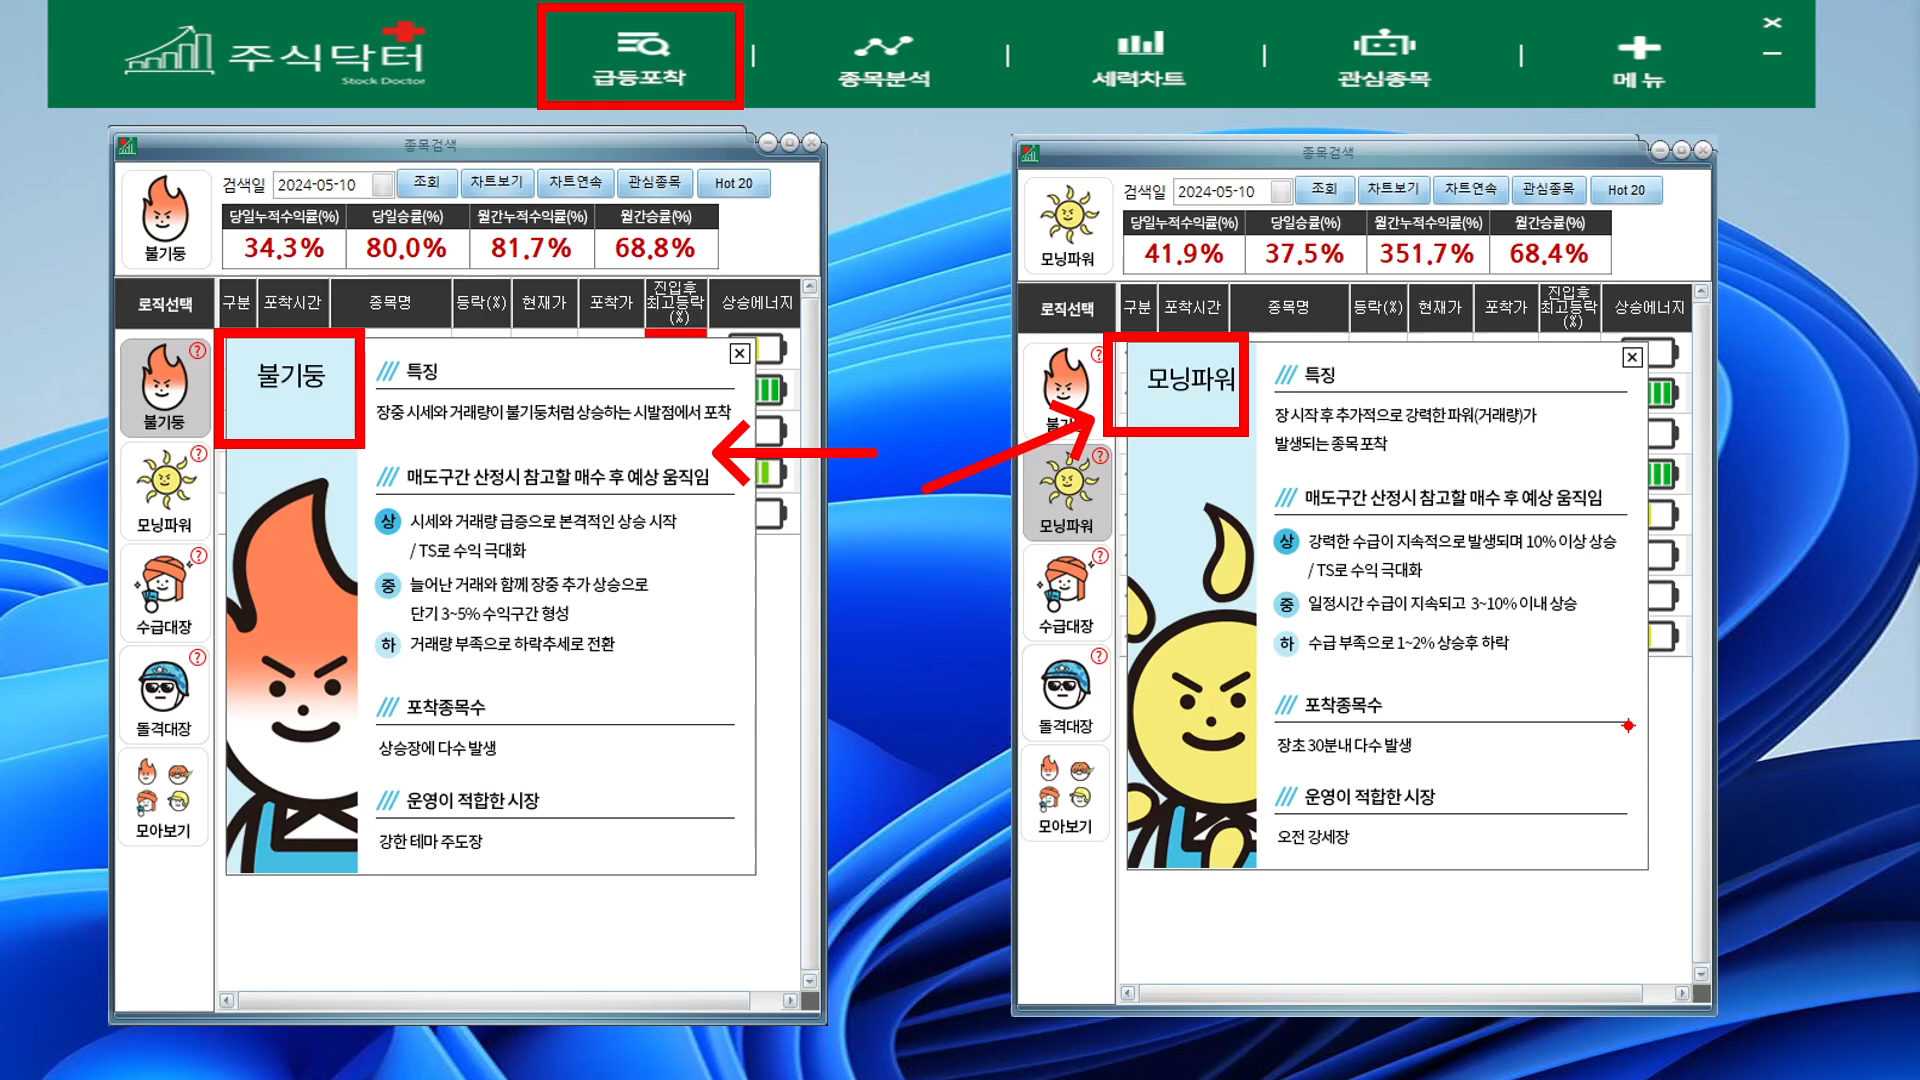 주식닥터
Stock Doctor
급등포착
종목분석
세력차트
관심종목
메뉴
종목검색
불기둥
검색일 2024-05-10 조회 차트보기 차트연속 관심종목 Hot 20
당일누적수익률(%) 당일승률(%) 월간누적수익률(%) 월간승률(%)
34.3% 80.0% 81.7% 68.8%
로직선택 구분 포착시간 종목명 등락(%) 현재가 포착가 진입후 최고등락 (%) 상승에너지
불기둥
모닝파워
수급대장
돌격대장
모아보기
불기둥
특징
장중 시세와 거래량이 불기둥처럼 상승하는 시발점에서 포착
매도구간 산정시 참고할 매수 후 예상 움직임
상 시세와 거래량 급증으로 본격적인 상승 시작
/ TS로 수익 극대화
중 늘어난 거래와 함께 장중 추가 상승으로
단기 3~5% 수익구간 형성
하 거래량 부족으로 하락추세로 전환
포착종목수
상승장에 다수 발생
운영이 적합한 시장
강한 테마 주도장
종목검색
모닝파워
검색일 2024-05-10 조회 차트보기 차트연속 관심종목 Hot 20
당일누적수익률(%) 당일승률(%) 월간누적수익률(%) 월간승률(%)
41.9% 37.5% 351.7% 68.4%
로직선택 구분 포착시간 종목명 등락(%) 현재가 포착가 진입후 최고등락 (%) 상승에너지
모닝파워
수급대장
돌격대장
모아보기
모닝파워
특징
장 시작 후 추가적으로 강력한 파워(거래량)가
발생되는 종목 포착
매도구간 산정시 참고할 매수 후 예상 움직임
상 강력한 수급이 지속적으로 발생되며 10% 이상 상승
/ TS로 수익 극대화
중 일정시간 수급이 지속되고 3~10% 이내 상승
하 수급 부족으로 1~2% 상승후 하락
포착종목수
장초 30분내 다수 발생
운영이 적합한 시장
오전 강세장